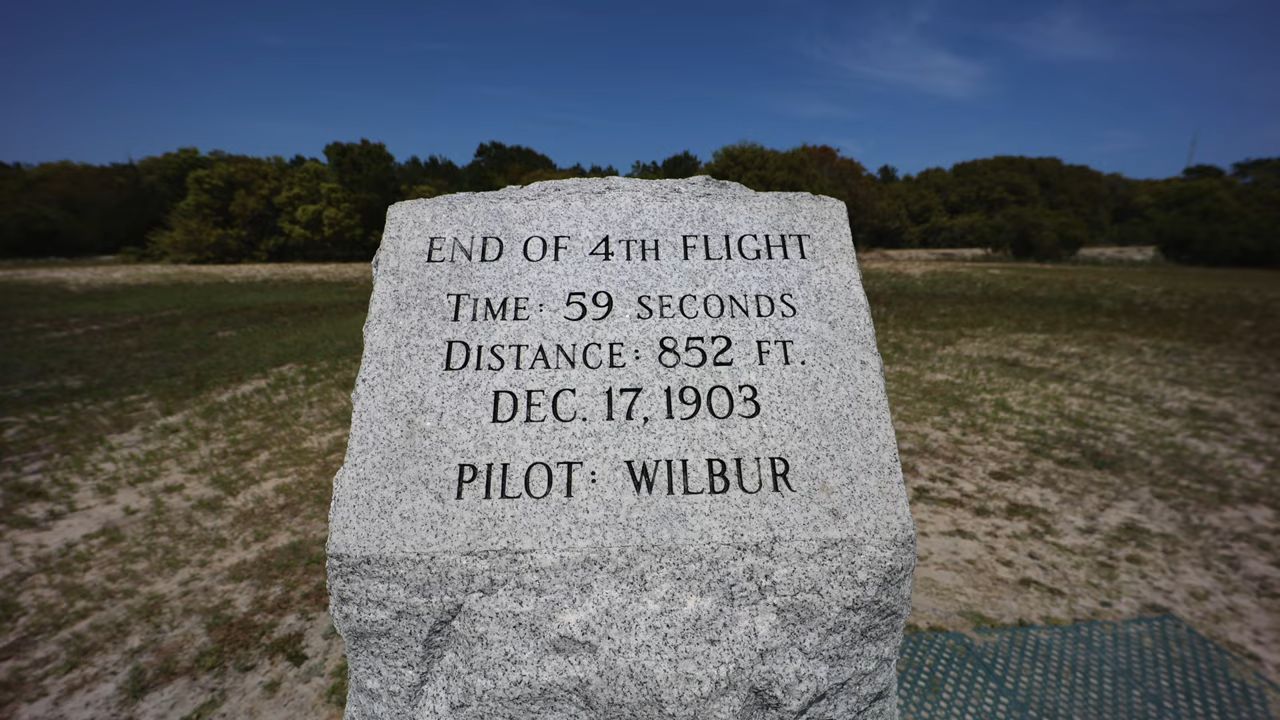 END OF 4TH FLIGHT
TIME: 59 SECONDS
DISTANCE: 852 FT.
DEC. 17, 1903
PILOT: WILBUR